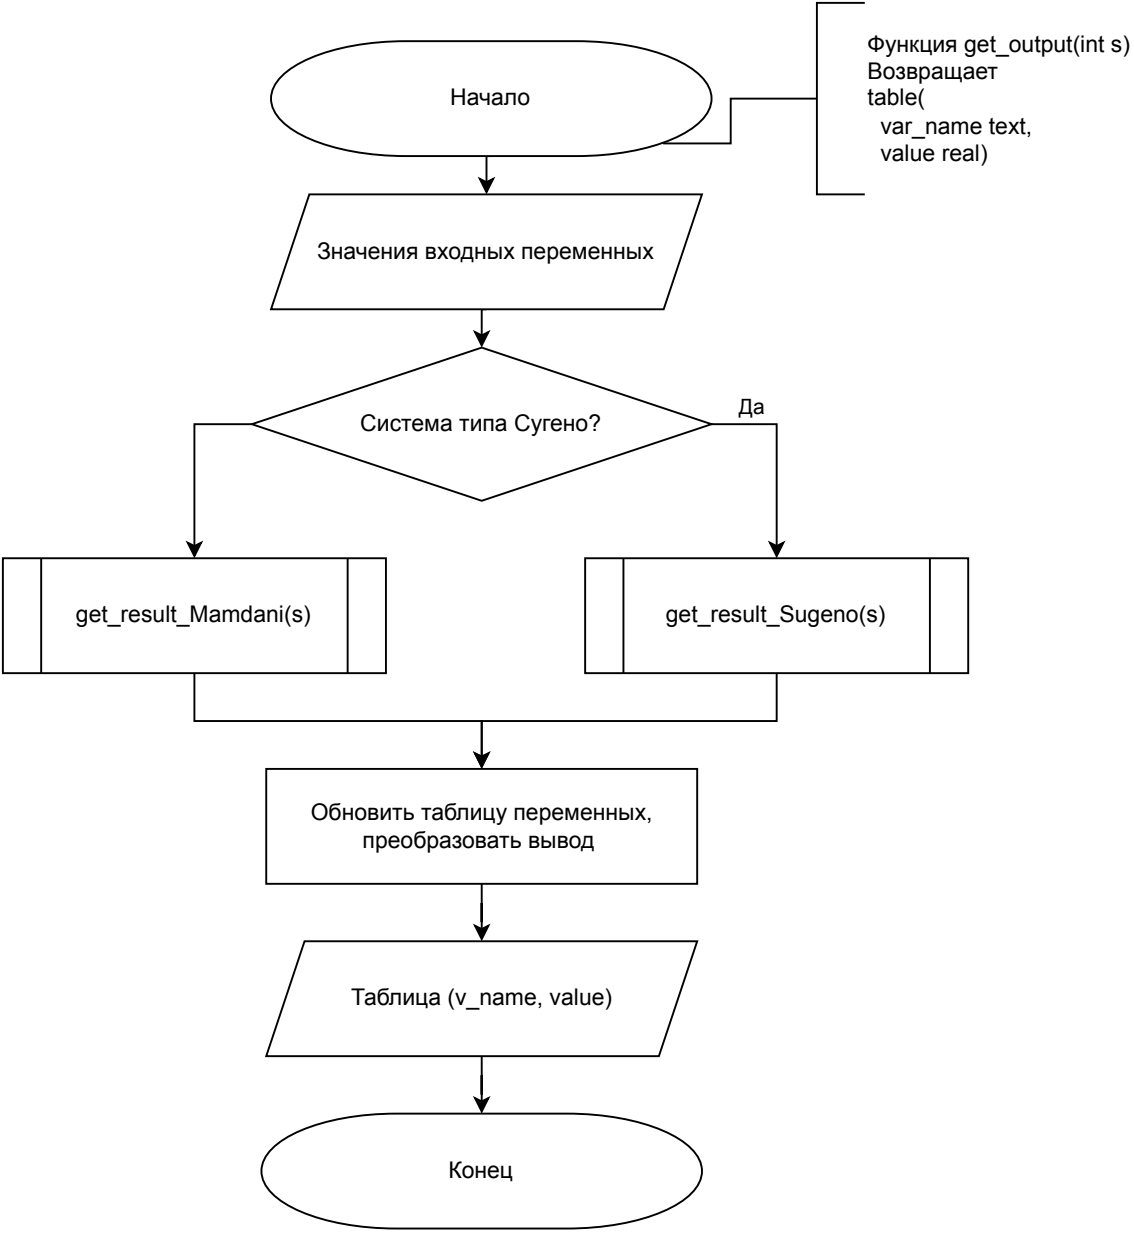 Начало
Функция get_output(int s)
Возвращает
table(
var_name text,
value real)
Значения входных переменных
Система типа Сугено?
Да
get_result_Mamdani(s)
get_result_Sugeno(s)
Обновить таблицу переменных,
преобразовать вывод
Таблица (v_name, value)
Конец